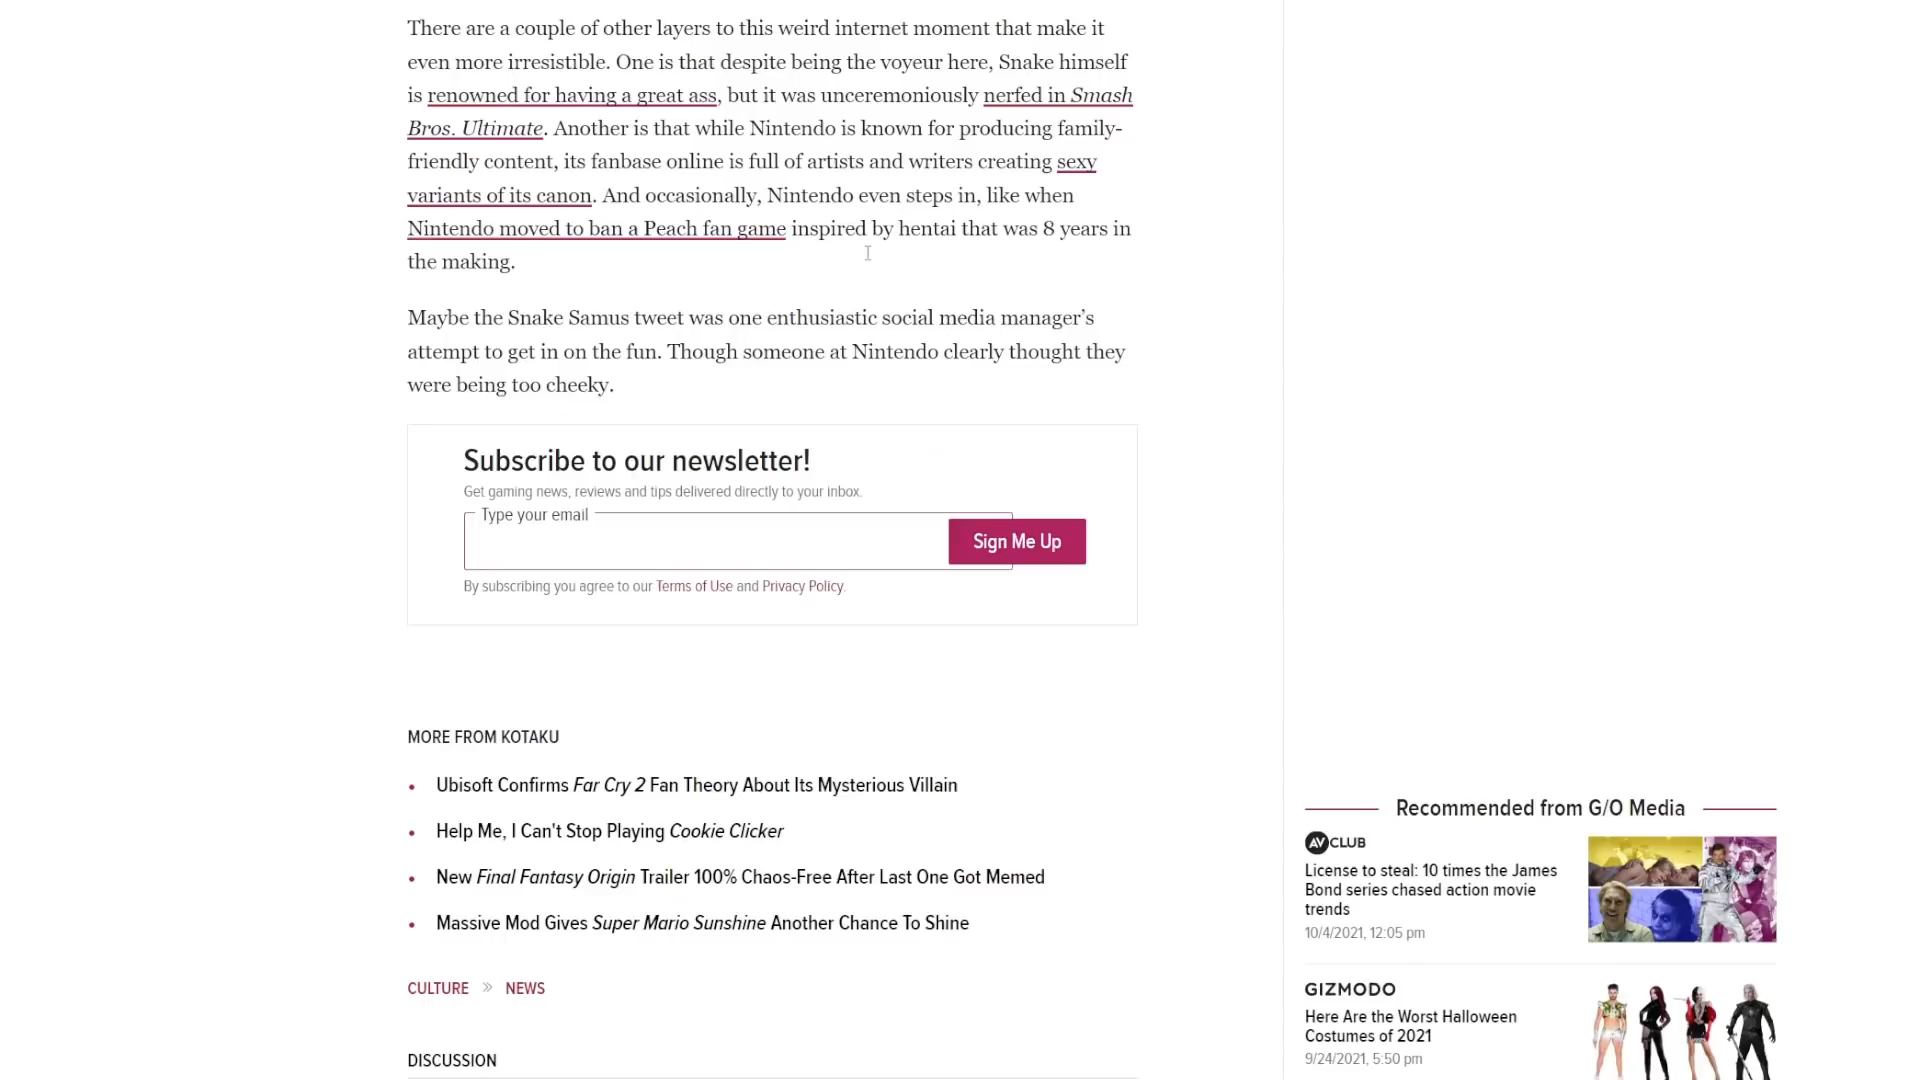 There are a couple of other layers to this weird internet moment that make it
even more irresistible. One is that despite being the voyeur here, Snake himself
is renowned for having a great ass, but it was unceremoniously nerfed in Smash
Bros. Ultimate. Another is that while Nintendo is known for producing family-
friendly content, its fanbase online is full of artists and writers creating sexy
variants of its canon. And occasionally, Nintendo even steps in, like when
Nintendo moved to ban a Peach fan game inspired by hentai that was 8 years in
the making.
Maybe the Snake Samus tweet was one enthusiastic social media manager’s
attempt to get in on the fun. Though someone at Nintendo clearly thought they
were being too cheeky.
Subscribe to our newsletter!
Get gaming news, reviews and tips delivered directly to your inbox.
Type your email
Sign Me Up
By subscribing you agree to our Terms of Use and Privacy Policy.
MORE FROM KOTAKU
• Ubisoft Confirms Far Cry 2 Fan Theory About Its Mysterious Villain
• Help Me, I Can't Stop Playing Cookie Clicker
• New Final Fantasy Origin Trailer 100% Chaos-Free After Last One Got Memed
• Massive Mod Gives Super Mario Sunshine Another Chance To Shine
CULTURE » NEWS
DISCUSSION
Recommended from G/O Media
AV CLUB
License to steal: 10 times the James
Bond series chased action movie
trends
10/4/2021, 12:05 pm
GIZMODO
Here Are the Worst Halloween
Costumes of 2021
9/24/2021, 5:50 pm